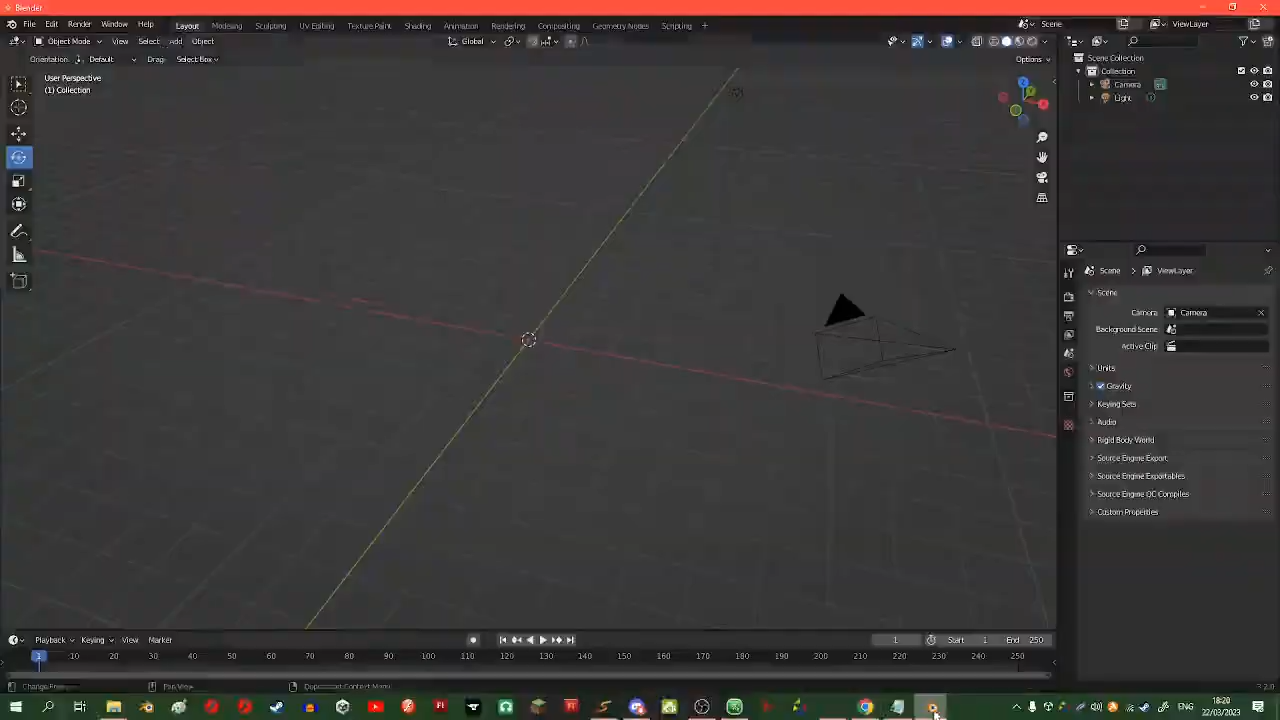 Blender
File Edit Render Window Help Layout Modeling Sculpting UV Editing Texture Paint Shading Animation Rendering Compositing Geometry Nodes Scripting + Scene ViewLayer
Object Mode View Select Add Object Global
Orientation: Default Drag: Select Box Options
User Perspective
(1) Collection
Scene Collection
Collection
Camera
Light
Scene > ViewLayer
Scene
Camera Camera
Background Scene
Active Clip
Units
Gravity
Keying Sets
Audio
Rigid Body World
Source Engine Export
Source Engine Exportables
Source Engine QC Complies
Custom Properties
Playback Keying View Marker 1 Start 1 End 250
1 10 20 30 40 50 60 70 80 90 100 110 120 130 140 150 160 170 180 190 200 210 220 230 240 250
Pan View
18:20
22/03/2023